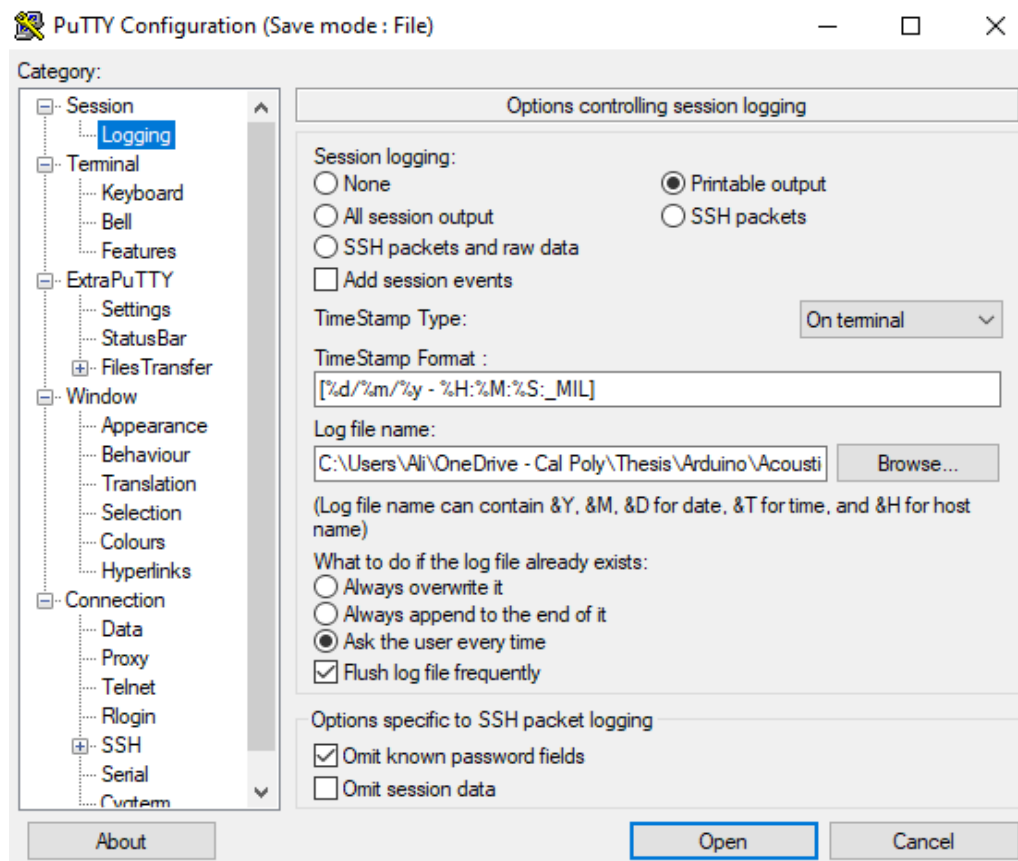 PuTTY Configuration (Save mode : File)
Category:
Session
Logging
Terminal
Keyboard
Bell
Features
ExtraPuTTY
Settings
StatusBar
FilesTransfer
Window
Appearance
Behaviour
Translation
Selection
Colours
Hyperlinks
Connection
Data
Proxy
Telnet
Rlogin
SSH
Serial
Cygterm
Options controlling session logging
Session logging:
None
Printable output
All session output
SSH packets
SSH packets and raw data
Add session events
TimeStamp Type:
On terminal
TimeStamp Format :
[%d/%m/%y - %H:%M:%S:_MIL]
Log file name:
C:\Users\Ali\OneDrive - Cal Poly\Thesis\Arduino\Acousti
Browse...
(Log file name can contain &Y, &M, &D for date, &T for time, and &H for host
name)
What to do if the log file already exists:
Always overwrite it
Always append to the end of it
Ask the user every time
Flush log file frequently
Options specific to SSH packet logging
Omit known password fields
Omit session data
About
Open
Cancel